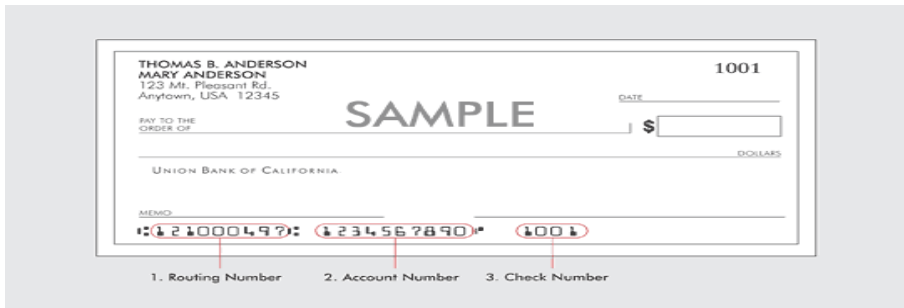 THOMAS B. ANDERSON
MARY ANDERSON
123 Mt. Pleasant Rd.
Anytown, USA 12345
1001
DATE
SAMPLE
PAY TO THE
ORDER OF
$
DOLLARS
UNION BANK OF CALIFORNIA
MEMO
⑆121000497⑆ 1234567890⑈ 1001
1. Routing Number 2. Account Number 3. Check Number